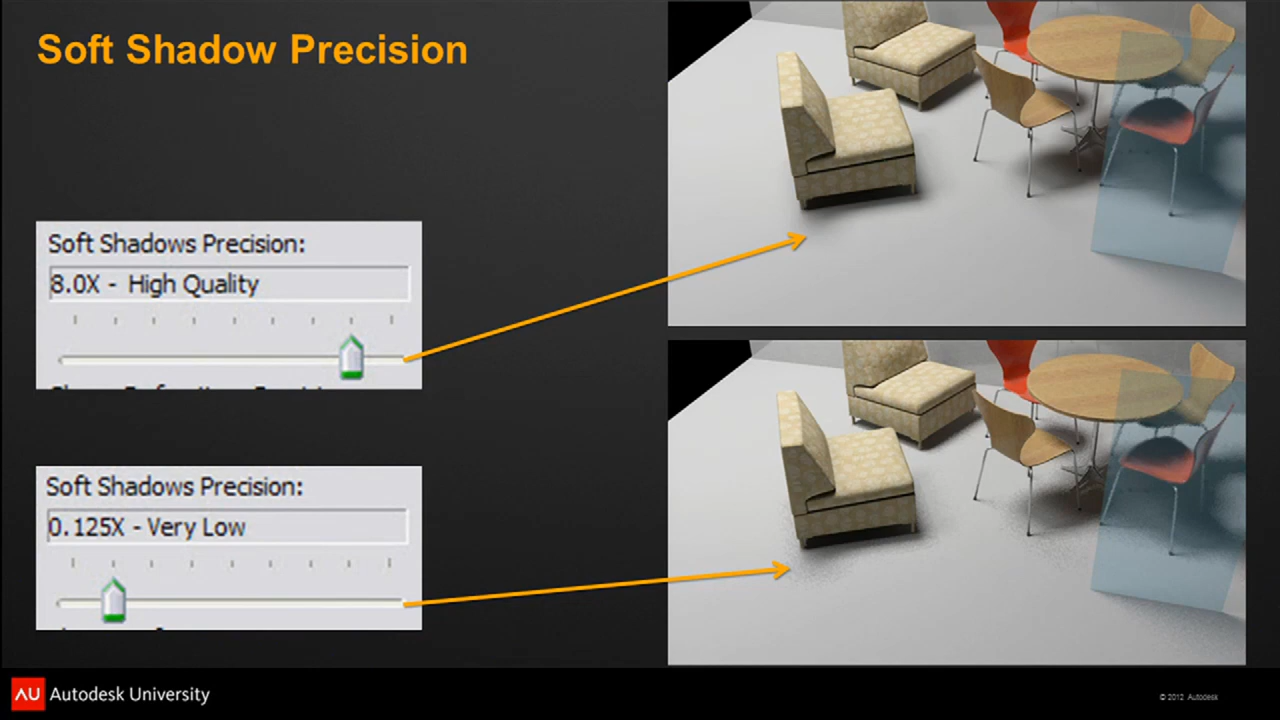 Soft Shadow Precision
Soft Shadows Precision:
8.0X - High Quality
Soft Shadows Precision:
0.125X - Very Low
AU Autodesk University
© 2012 Autodesk